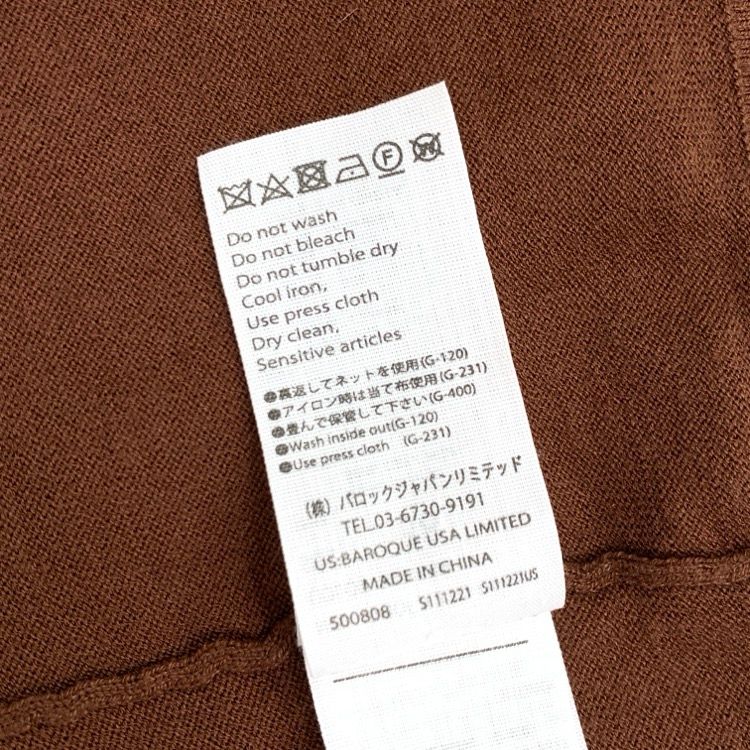 F W
Do not wash
Do not bleach
Do not tumble dry
Cool iron,
Use press cloth
Dry clean,
Sensitive articles
●裏返してネットを使用(G-120)
●アイロン時は当て布使用(G-231)
●畳んで保管して下さい(G-400)
●Wash inside out(G-120)
●Use press cloth (G-231)
(株) バロックジャパンリミテッド
TEL.03-6730-9191
US:BAROQUE USA LIMITED
MADE IN CHINA
500808 S111221 S111221US